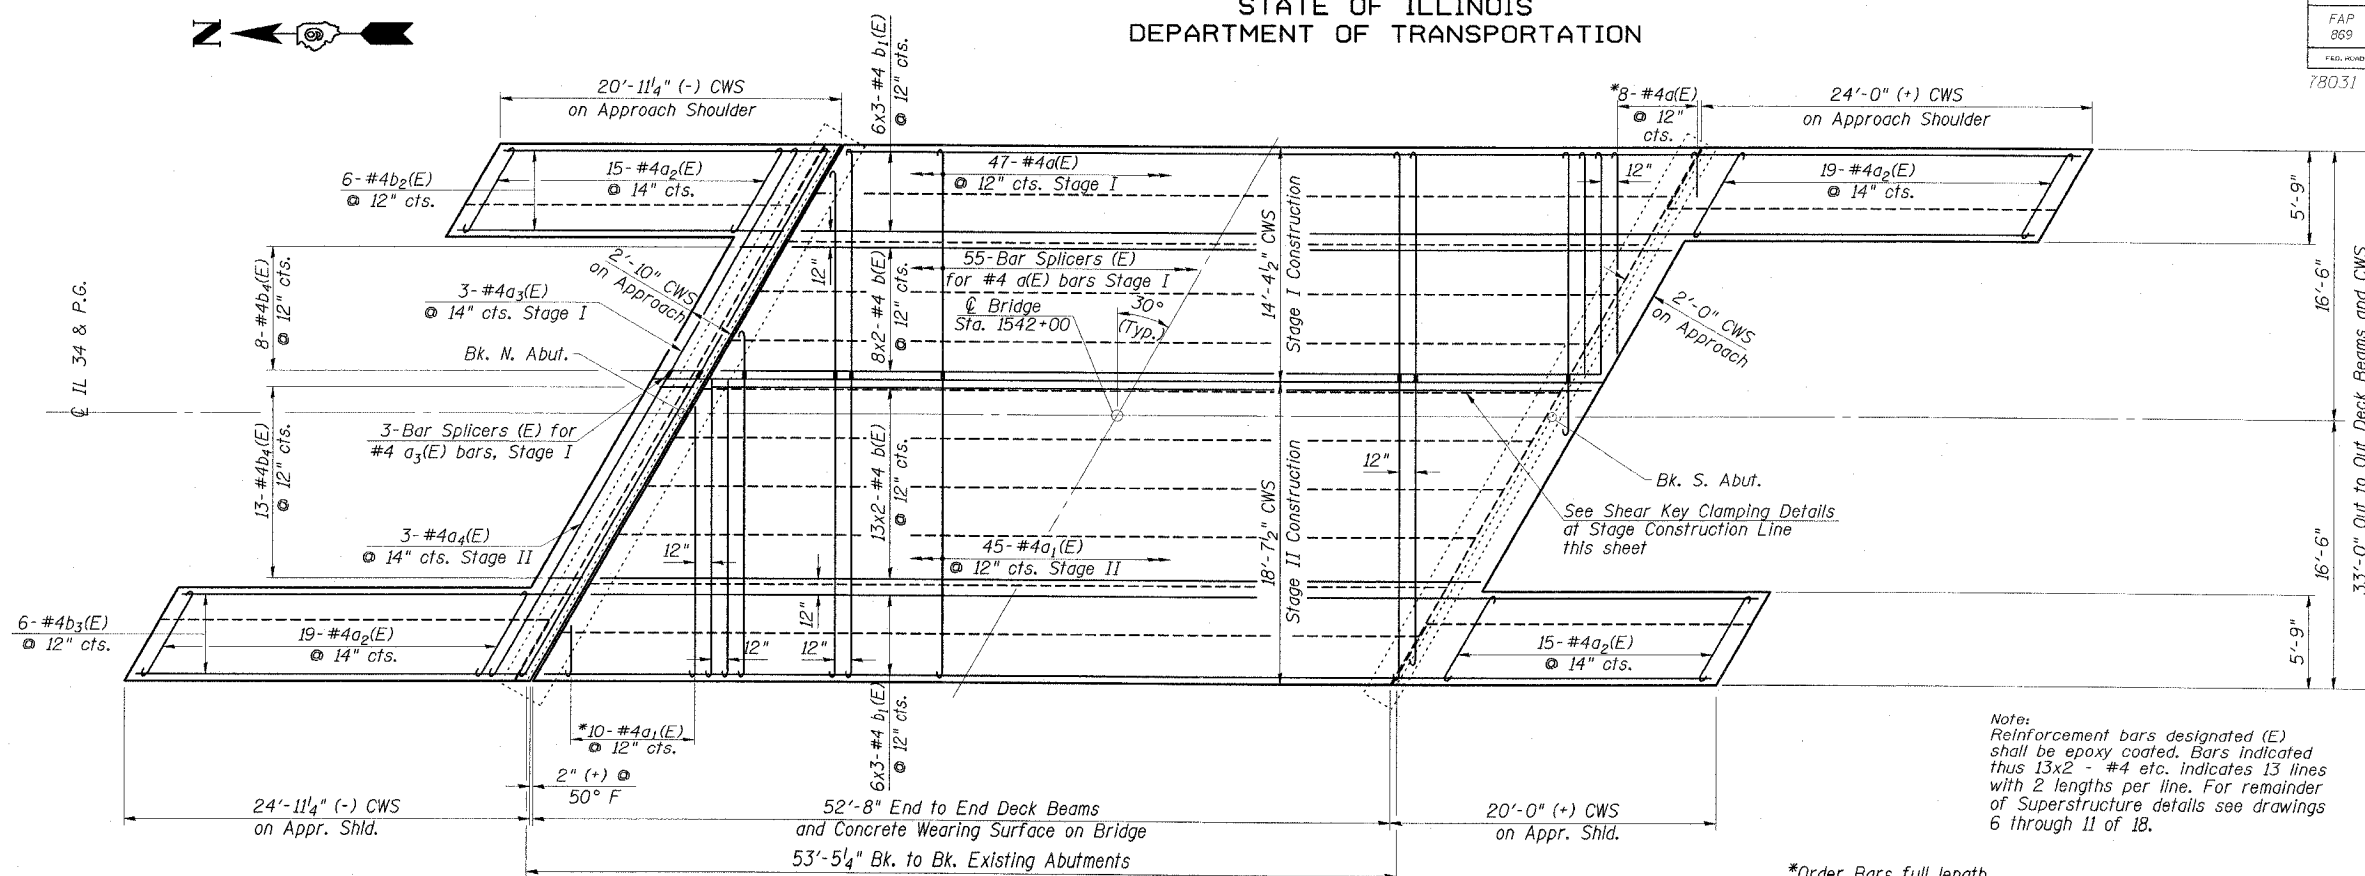 STATE OF ILLINOIS
DEPARTMENT OF TRANSPORTATION
FAP
869
FED. ROAD
78031
N
20'-11 1/4" (-) CWS
on Approach Shoulder
6x3-#4 b1(E)
@ 12" cts.
*8-#4a(E)
@ 12"
cts.
24'-0" (+) CWS
on Approach Shoulder
6-#4b2(E)
@ 12" cts.
15-#4a2(E)
@ 14" cts.
47-#4a(E)
@ 12" cts. Stage I
12"
19-#4a2(E)
@ 14" cts.
5'-9"
8-#4b4(E)
@ 12" cts.
2'-10" CWS
on Approach
12"
8x2-#4 b(E)
@ 12" cts.
55-Bar Splicers (E)
for #4 a(E) bars Stage I
14'-4 1/2" CWS
Stage I Construction
16'-6"
3-#4a3(E)
@ 14" cts. Stage I
℄ Bridge
Sta. 1542+00
30°
(Typ.)
2'-0" CWS
on Approach
Bk. N. Abut.
℄ IL 34 & P.G.
33'-0" Out to Out Deck Beams and CWS
3-Bar Splicers (E) for
#4 a3(E) bars, Stage I
13-#4b4(E)
@ 12" cts.
13x2-#4 b(E)
@ 12" cts.
12"
Bk. S. Abut.
See Shear Key Clamping Details
at Stage Construction Line
this sheet
3-#4a4(E)
@ 14" cts. Stage II
12"
45-#4a1(E)
@ 12" cts. Stage II
18'-7 1/2" CWS
Stage II Construction
16'-6"
6-#4b3(E)
@ 12" cts.
19-#4a2(E)
@ 14" cts.
12"
12"
12"
15-#4a2(E)
@ 14" cts.
5'-9"
*10-#4a1(E)
@ 12" cts.
6x3-#4 b1(E)
@ 12" cts.
2" (+) @
50° F
24'-11 1/4" (-) CWS
on Appr. Shld.
52'-8" End to End Deck Beams
and Concrete Wearing Surface on Bridge
20'-0" (+) CWS
on Appr. Shld.
53'-5 1/4" Bk. to Bk. Existing Abutments
Note:
Reinforcement bars designated (E)
shall be epoxy coated. Bars indicated
thus 13x2 - #4 etc. indicates 13 lines
with 2 lengths per line. For remainder
of Superstructure details see drawings
6 through 11 of 18.
*Order Bars full length